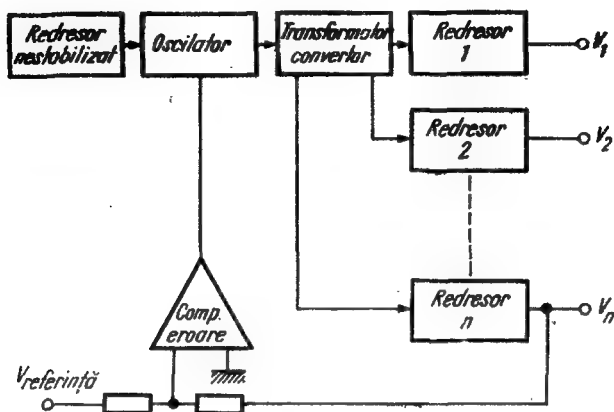 Redresor
nestabilizat
Oscilator
Transformator
convertor
Redresor
1
V1
Redresor
2
V2
Redresor
n
Vn
Comp.
eroare
Vreferință